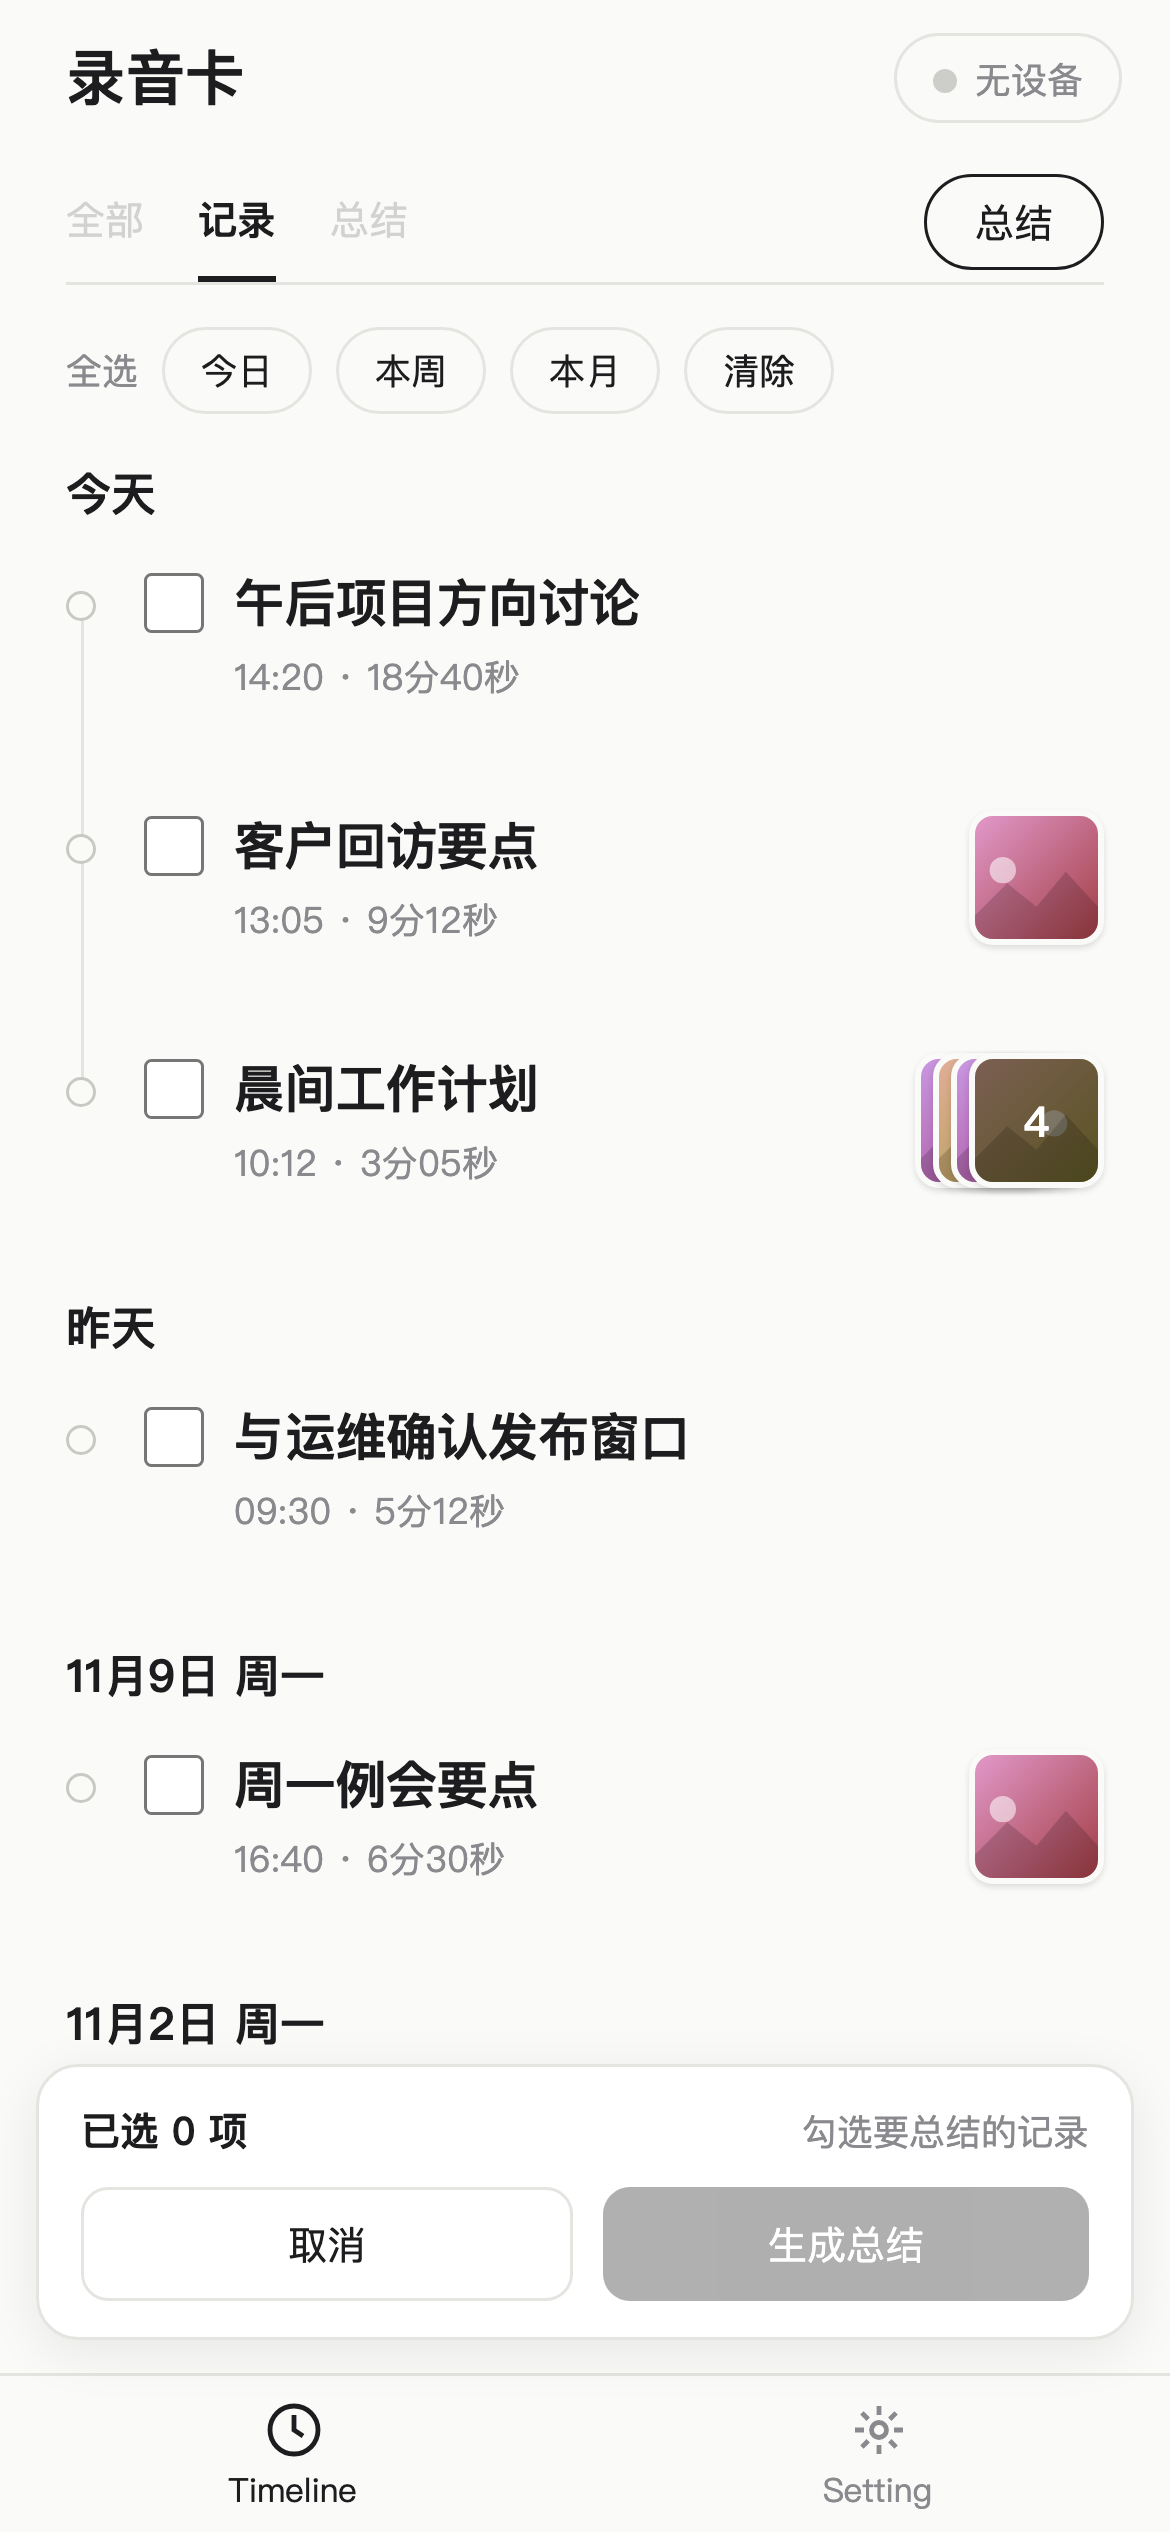 录音卡
无设备
全部 记录 总结
总结
全选 今日 本周 本月 清除
今天
午后项目方向讨论
14:20 · 18分40秒
客户回访要点
13:05 · 9分12秒
晨间工作计划
4
10:12 · 3分05秒
昨天
与运维确认发布窗口
09:30 · 5分12秒
11月9日 周一
周一例会要点
16:40 · 6分30秒
11月2日 周一
已选 0 项
勾选要总结的记录
取消 生成总结
Timeline Setting